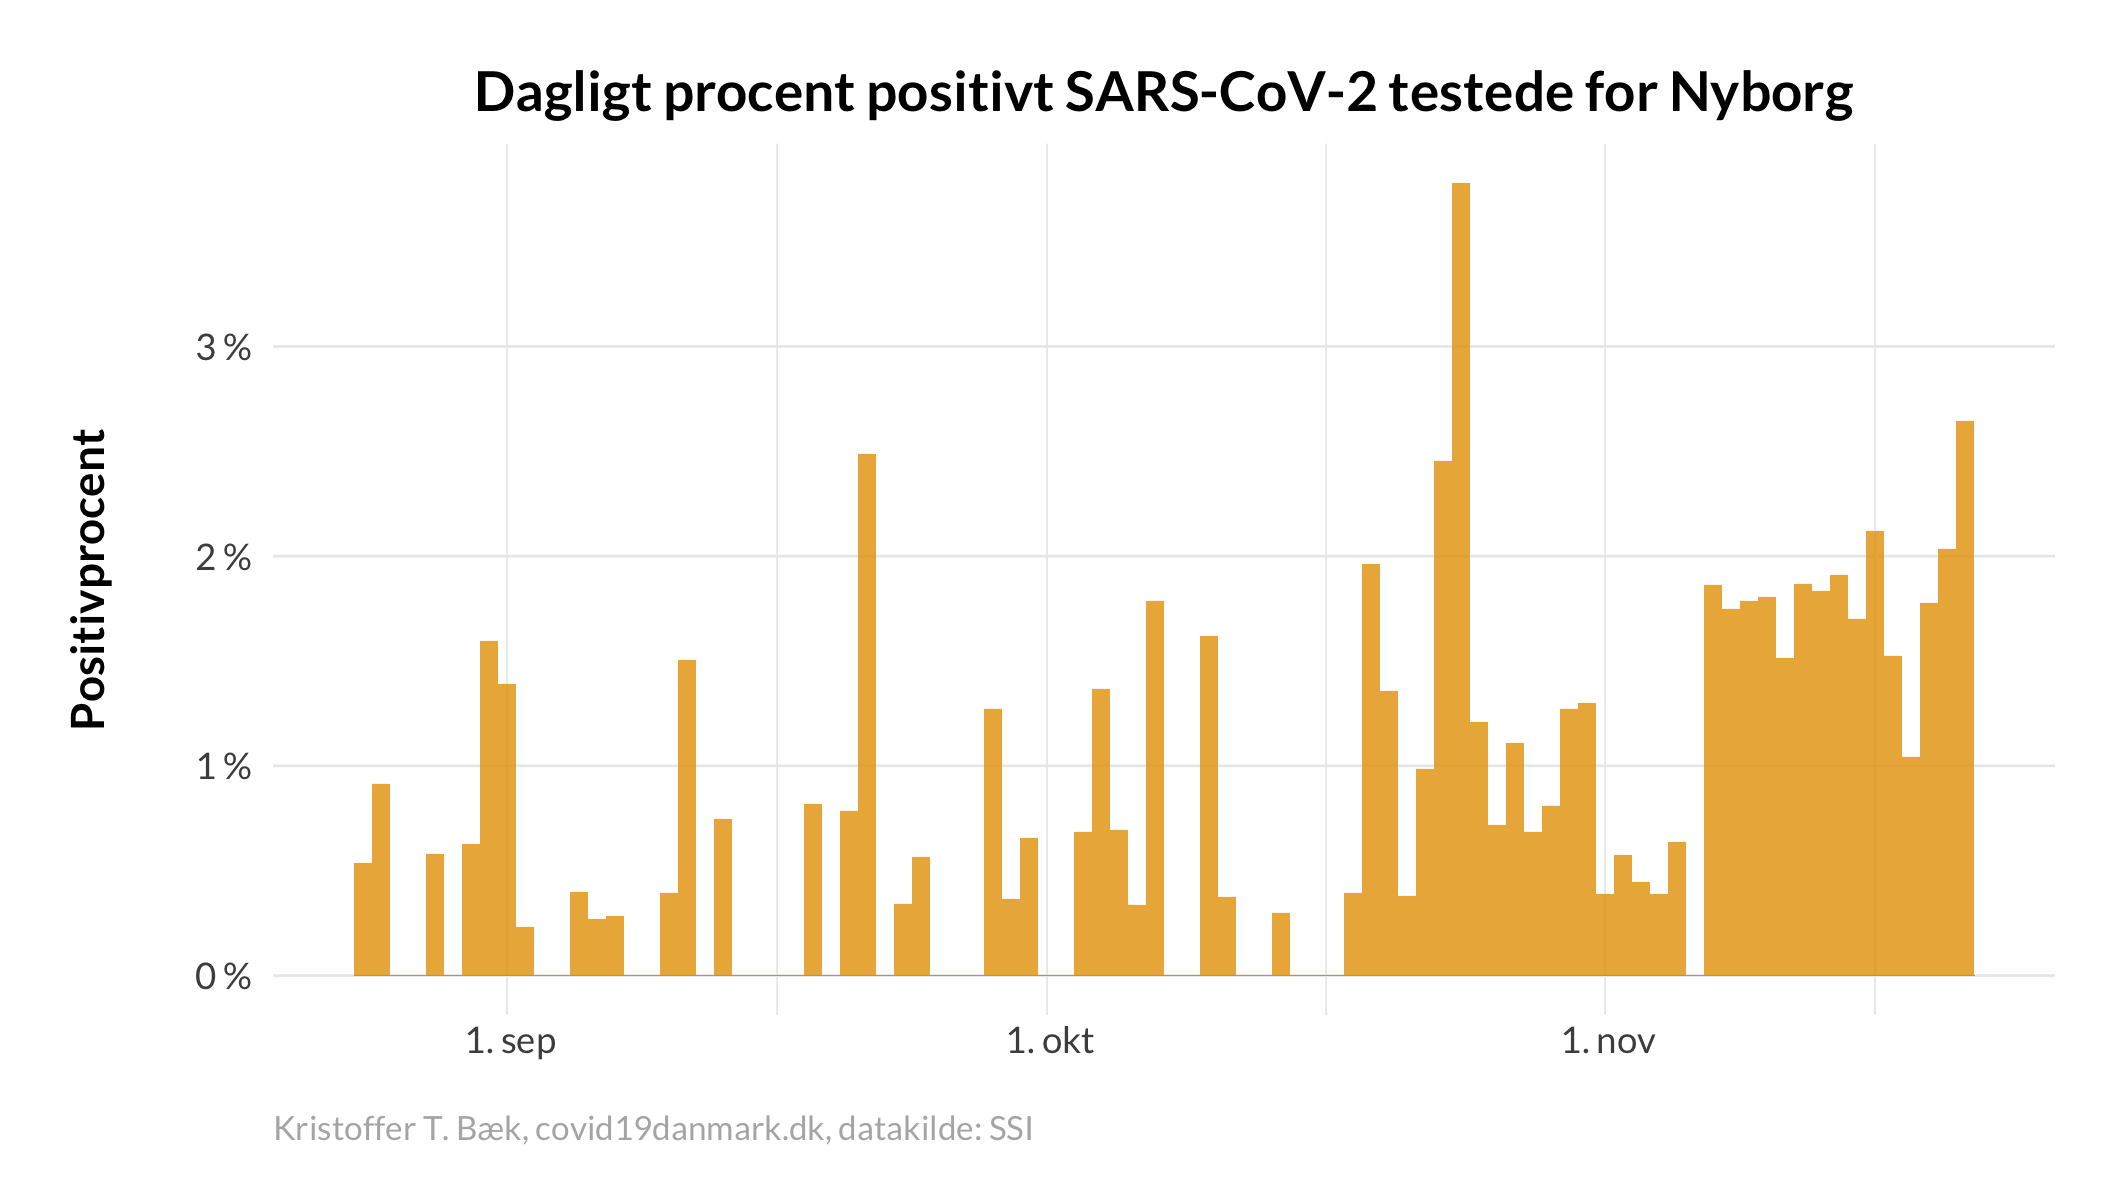 Dagligt procent positivt SARS-CoV-2 testede for Nyborg
Positivprocent
3 %
2 %
1 %
0 %
1. sep
1. okt
1. nov
Kristoffer T. Bæk, covid19danmark.dk, datakilde: SSI